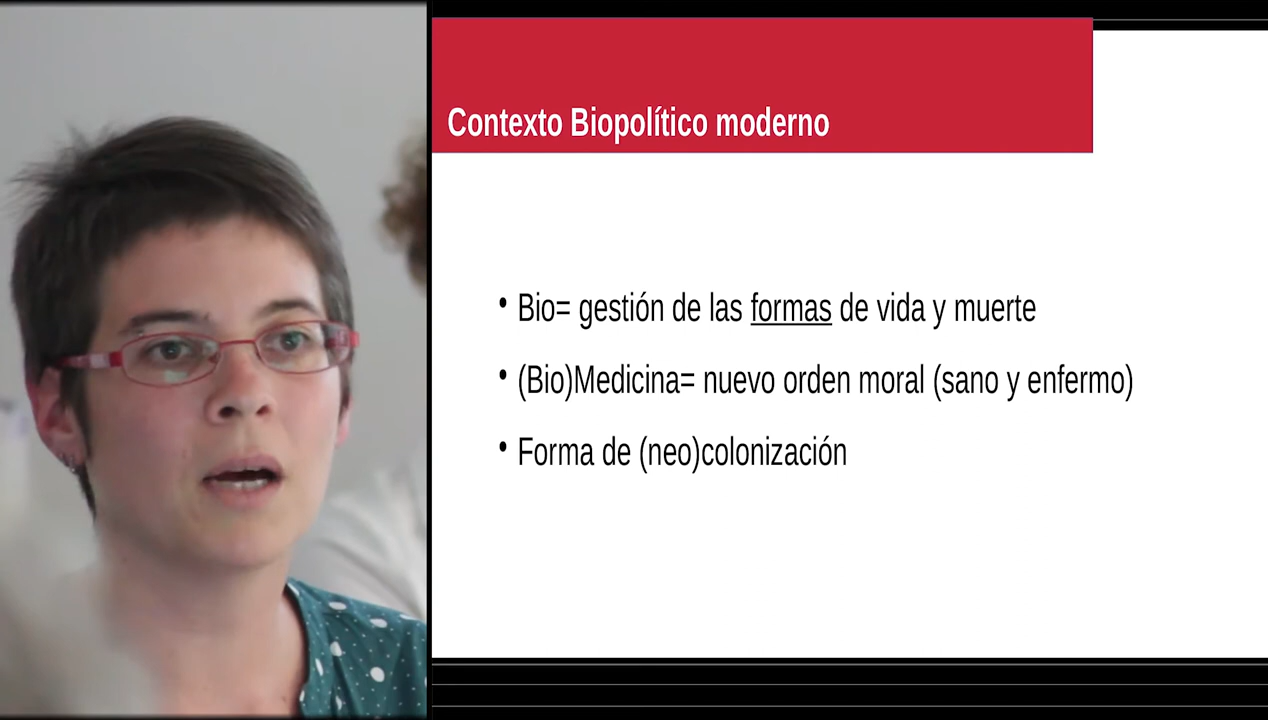 Contexto Biopolítico moderno
• Bio= gestión de las formas de vida y muerte
• (Bio)Medicina= nuevo orden moral (sano y enfermo)
• Forma de (neo)colonización